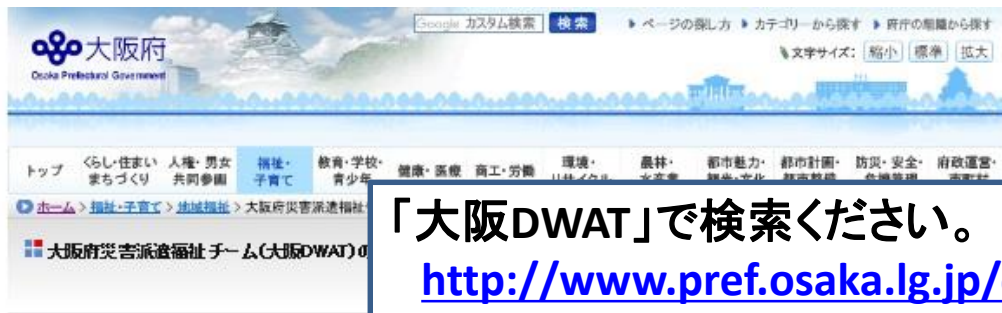 Google カスタム検索 検索 ページの探し方 カテゴリーから探す 府庁の組織から探す
大阪府
Osaka Prefectural Government
文字サイズ： 縮小 標準 拡大
トップ くらし・住まい 人権・男女 福祉・ 教育・学校・ 健康・医療 商工・労働 環境・ 農林・ 都市魅力・ 都市計画・ 防災・安全・ 府政運営・
まちづくり 共同参画 子育て 青少年
ホーム > 福祉・子育て > 地域福祉 > 大阪府災害派遣福祉
「大阪DWAT」で検索ください。
大阪府災害派遣福祉チーム(大阪DWAT)の
http://www.pref.osaka.lg.jp/